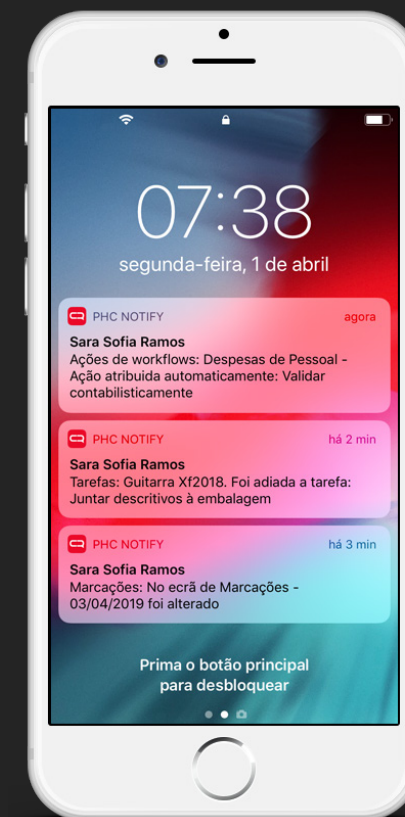 07:38
segunda-feira, 1 de abril
PHC NOTIFY agora
Sara Sofia Ramos
Ações de workflows: Despesas de Pessoal -
Ação atribuida automaticamente: Validar
contabilisticamente
PHC NOTIFY há 2 min
Sara Sofia Ramos
Tarefas: Guitarra Xf2018. Foi adiada a tarefa:
Juntar descritivos à embalagem
PHC NOTIFY há 3 min
Sara Sofia Ramos
Marcações: No ecrã de Marcações -
03/04/2019 foi alterado
Prima o botão principal
para desbloquear